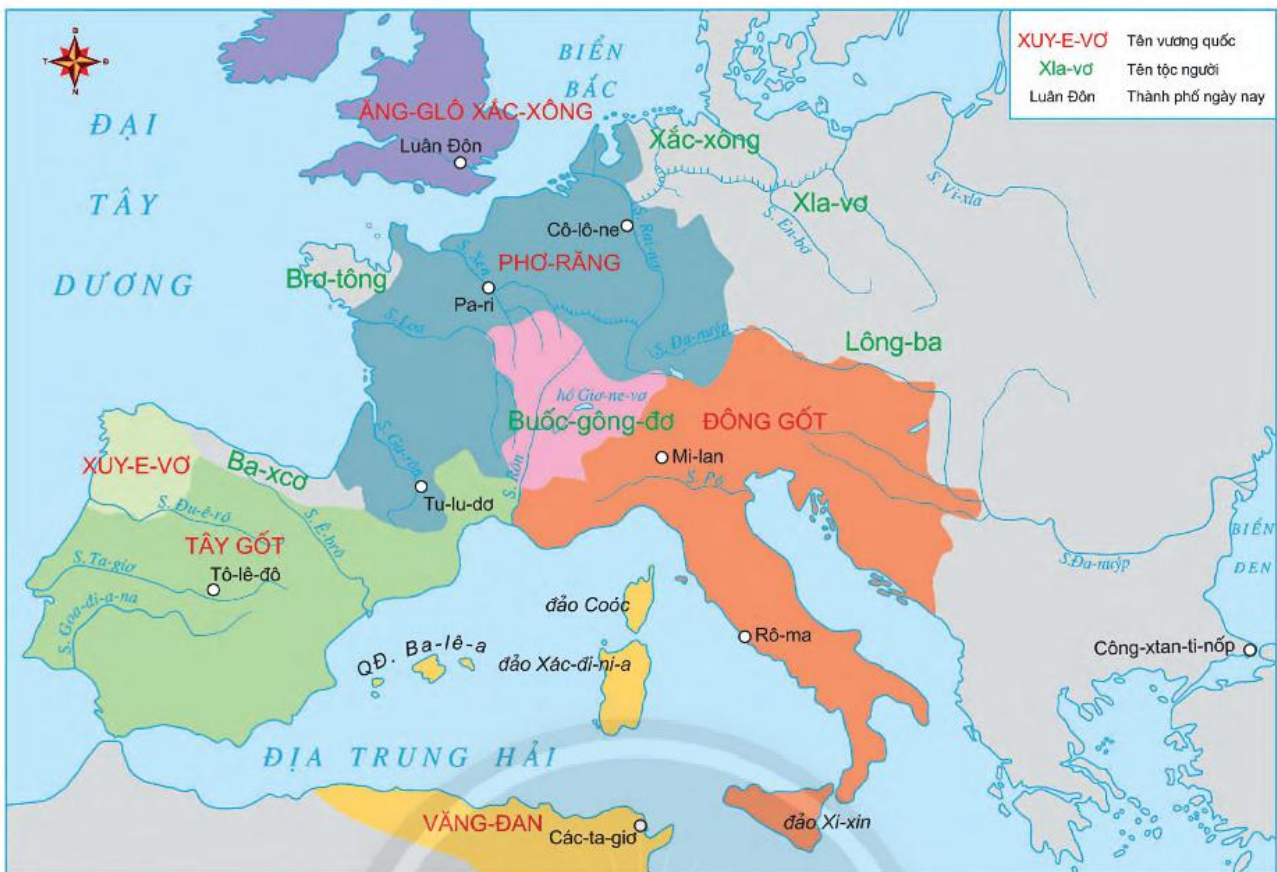 XUY-E-VƠ Tên vương quốc
Xla-vơ Tên tộc người
Luân Đôn Thành phố ngày nay
B
T
Đ
N
BIỂN
BẮC
ĐẠI
TÂY
DƯƠNG
ĂNG-GLÔ XẮC-XÔNG
Luân Đôn
Xắc-xông
Xla-vơ
S. Vi-xla
S. En-bơ
Cô-lô-ne
S. Rai-nơ
PHƠ-RĂNG
S. Xen
Brơ-tông
Pa-ri
S. Loa
S. Đa-nuýp
Lông-ba
hồ Giơ-ne-vơ
Buốc-gông-đơ
ĐÔNG GỐT
Mi-lan
S. Pô
XUY-E-VƠ
Ba-xcơ
S. Ga-rôn
S. Rôn
Tu-lu-dơ
S. Đu-ê-rô
S. Ê-brô
TÂY GỐT
S. Ta-giơ
Tô-lê-đô
S. Goa-đi-a-na
BIỂN
ĐEN
S.Đa-nuýp
đảo Coóc
Rô-ma
Công-xtan-ti-nốp
QĐ. Ba-lê-a
đảo Xác-đi-ni-a
ĐỊA TRUNG HẢI
VĂNG-ĐAN
Các-ta-giơ
đảo Xi-xin